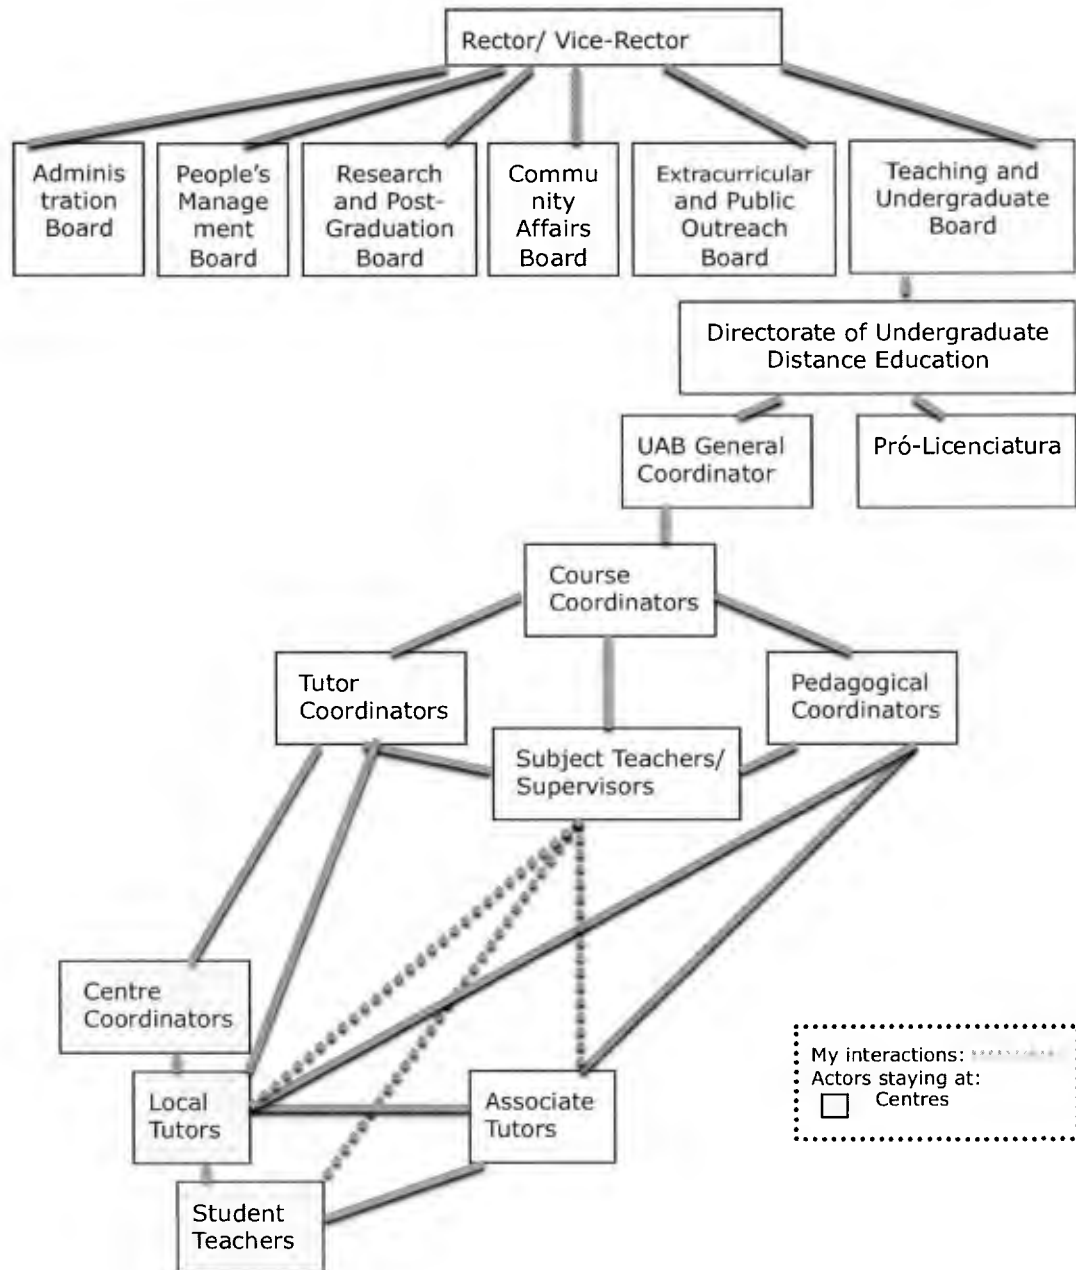 Rector/ Vice-Rector
Adminis
tration
Board
People's
Manage
ment
Board
Research
and Post-
Graduation
Board
Commu
nity
Affairs
Board
Extracurricular
and Public
Outreach
Board
Teaching and
Undergraduate
Board
Directorate of Undergraduate
Distance Education
UAB General
Coordinator
Pró-Licenciatura
Course
Coordinators
Tutor
Coordinators
Pedagogical
Coordinators
Subject Teachers/
Supervisors
Centre
Coordinators
Local
Tutors
Associate
Tutors
Student
Teachers
My interactions:
Actors staying at:
Centres